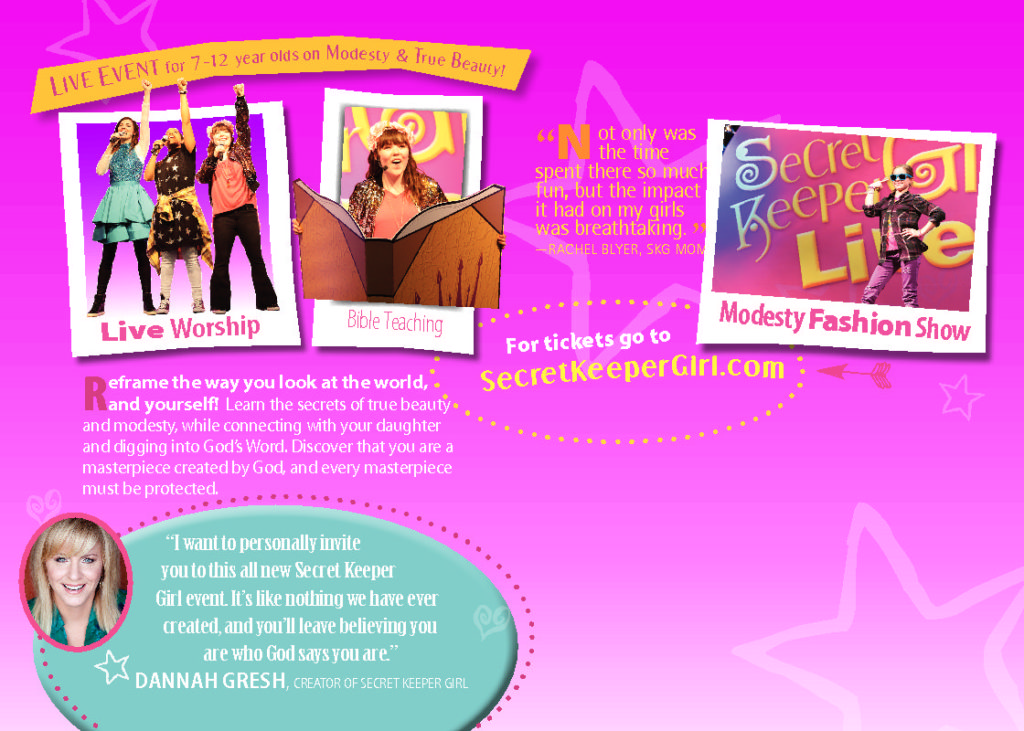 LIVE EVENT for 7-12 year olds on Modesty & True Beauty!
Live Worship
Bible Teaching
“Not only was
the time
spent there so much
fun, but the impact
it had on my girls
was breathtaking.”
—RACHEL BLYER, SKG MOM
SeCReT
KeePeR GiRL
Live
Modesty Fashion Show
For tickets go to
SecretKeeperGirl.com
Reframe the way you look at the world,
and yourself! Learn the secrets of true beauty
and modesty, while connecting with your daughter
and digging into God’s Word. Discover that you are a
masterpiece created by God, and every masterpiece
must be protected.
“I want to personally invite
you to this all new Secret Keeper
Girl event. It’s like nothing we have ever
created, and you’ll leave believing you
are who God says you are.”
DANNAH GRESH, CREATOR OF SECRET KEEPER GIRL